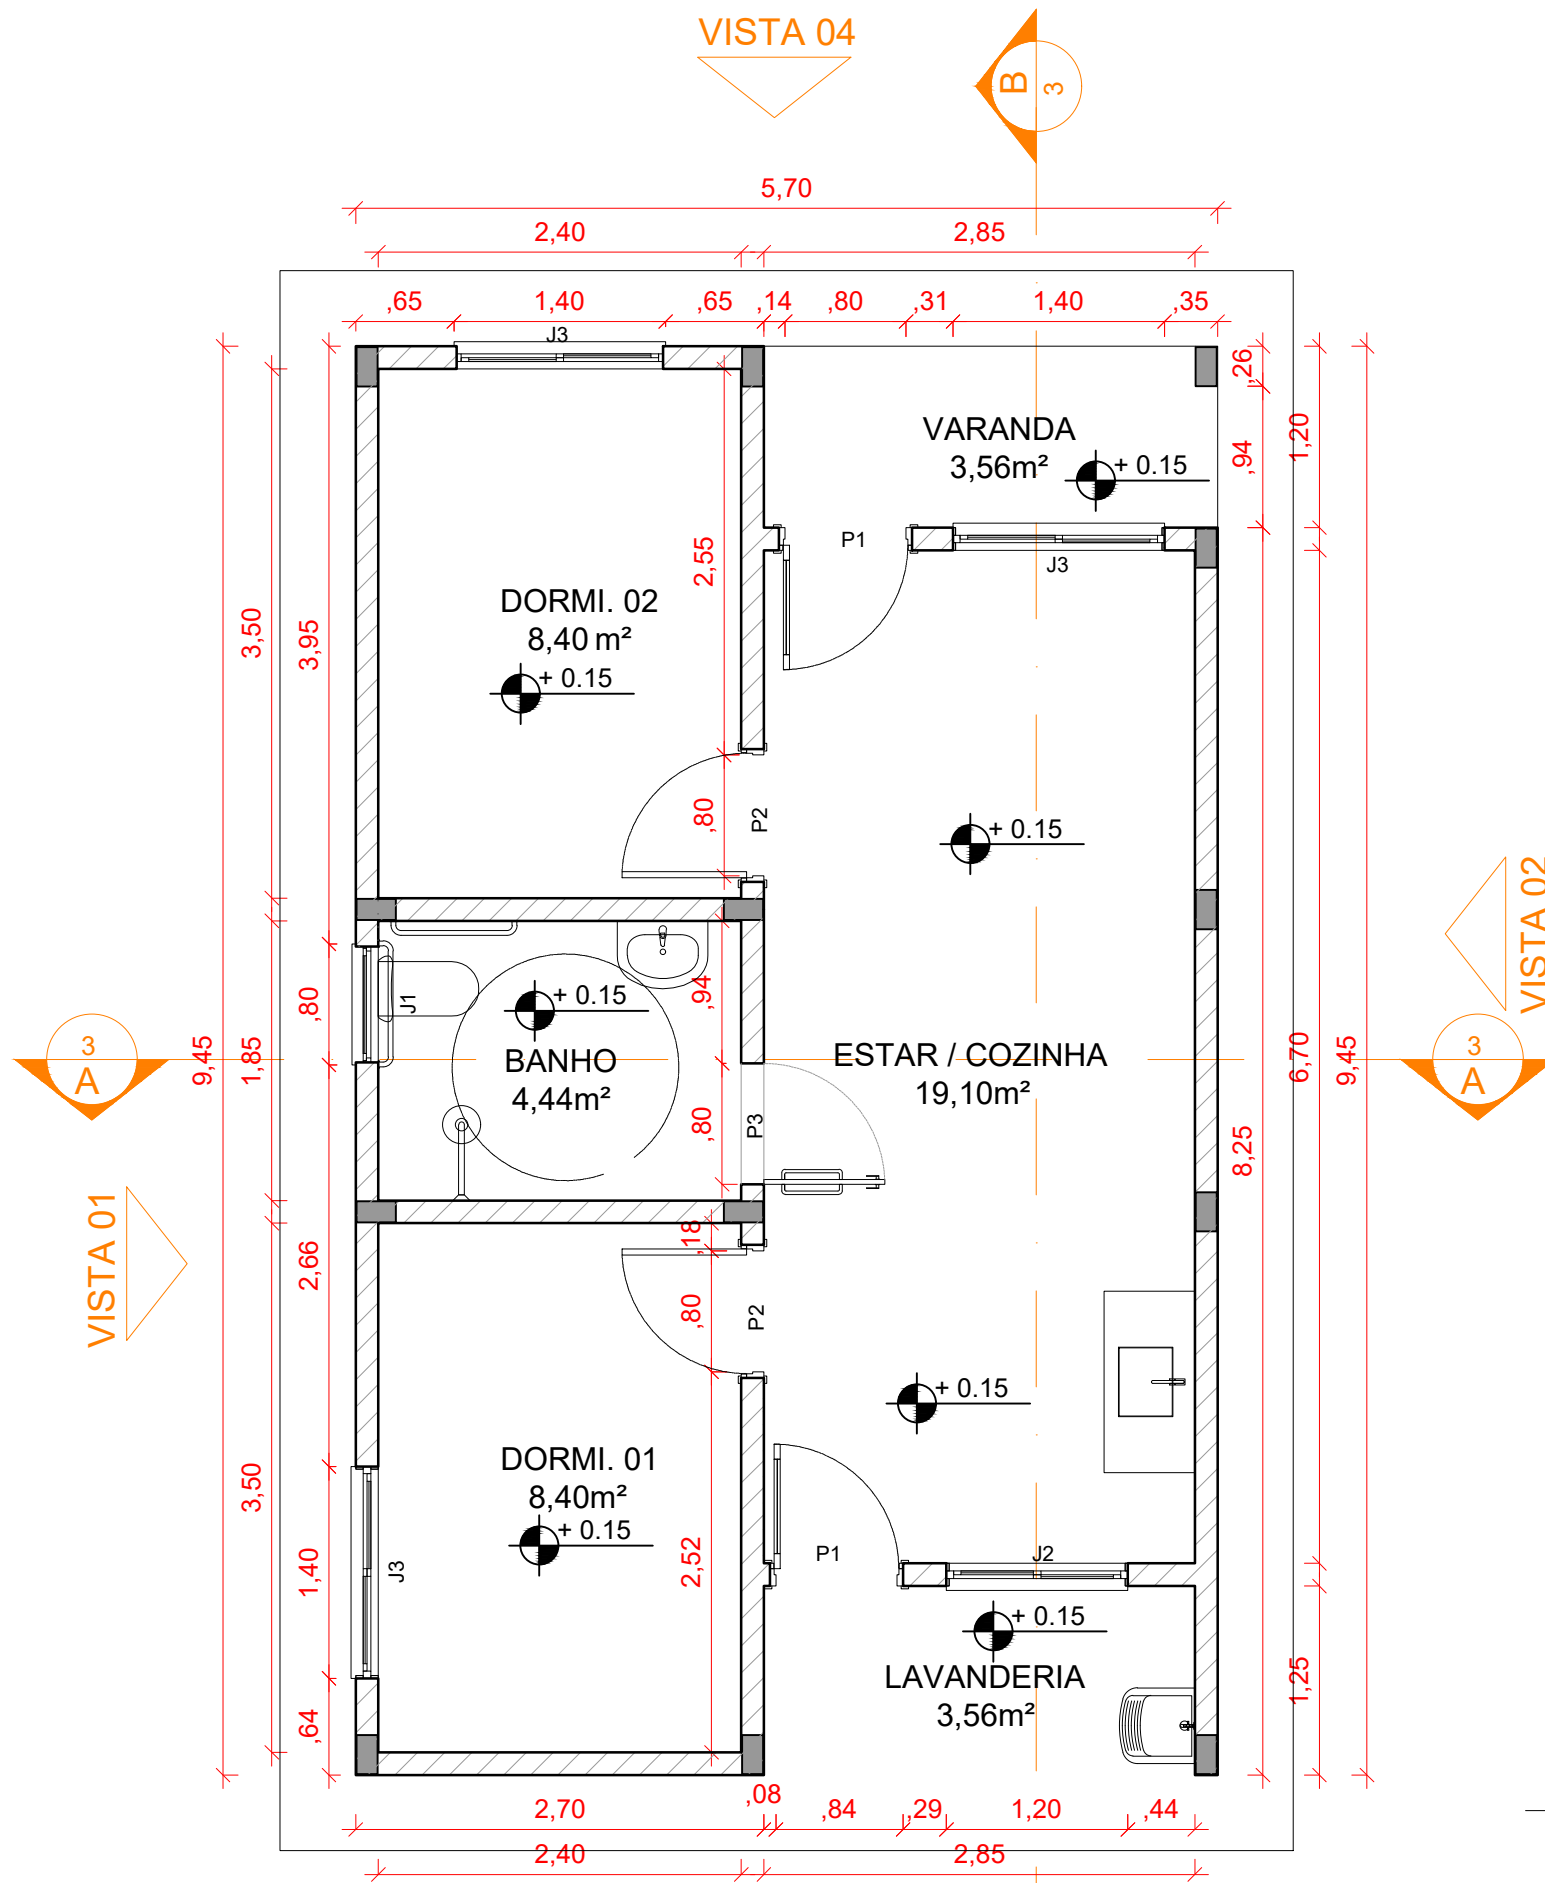 VISTA 04
B
3
5,70
2,40
2,85
,65
1,40
,65
,14
,80
,31
1,40
,35
J3
,26
1,20
,94
VARANDA
3,56m²
+ 0.15
P1
J3
2,55
3,50
3,95
DORMI. 02
8,40 m²
+ 0.15
,80
P2
+ 0.15
VISTA 02
,80
J1
+ 0.15
,94
3
A
9,45
1,85
BANHO
4,44m²
ESTAR / COZINHA
19,10m²
6,70
9,45
3
A
,80
P3
8,25
VISTA 01
2,66
,18
,80
P2
+ 0.15
DORMI. 01
8,40m²
+ 0.15
3,50
1,40
J3
2,52
P1
J2
+ 0.15
LAVANDERIA
3,56m²
1,25
,64
2,70
,08
,84
,29
1,20
,44
2,40
2,85